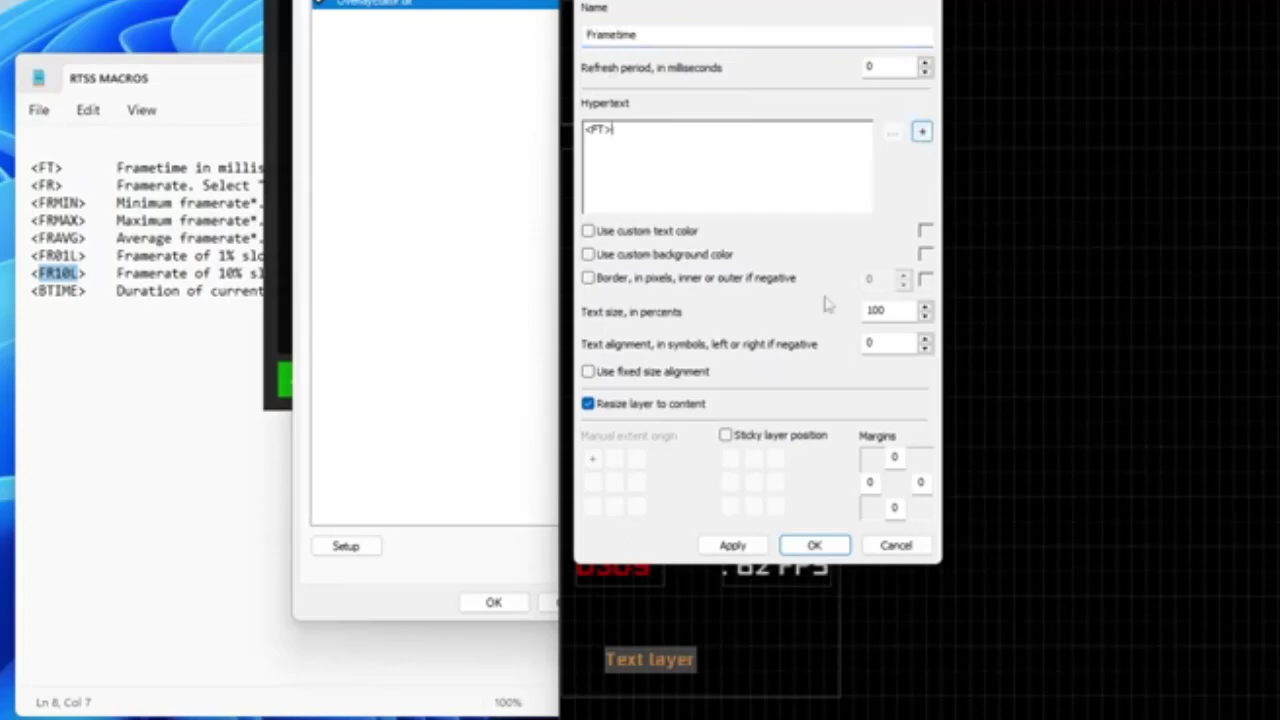 RTSS MACROS
File Edit View
<FT> Frametime in millis
<FR> Framerate. Select "
<FRMIN> Minimum framerate*.
<FRMAX> Maximum framerate*.
<FRAVG> Average framerate*.
<FR01L> Framerate of 1% slo
<FR10L> Framerate of 10% sl
<BTIME> Duration of current
Ln 8, Col 7
100%
Setup
OK
Name
Frametime
Refresh period, in milliseconds 0
Hypertext
<FT>
... +
Use custom text color
Use custom background color
Border, in pixels, inner or outer if negative 0
Text size, in percents 100
Text alignment, in symbols, left or right if negative 0
Use fixed size alignment
Resize layer to content
Manual extent origin
Sticky layer position
Margins
+
0
0 0
0
Apply OK Cancel
FPS
Text layer